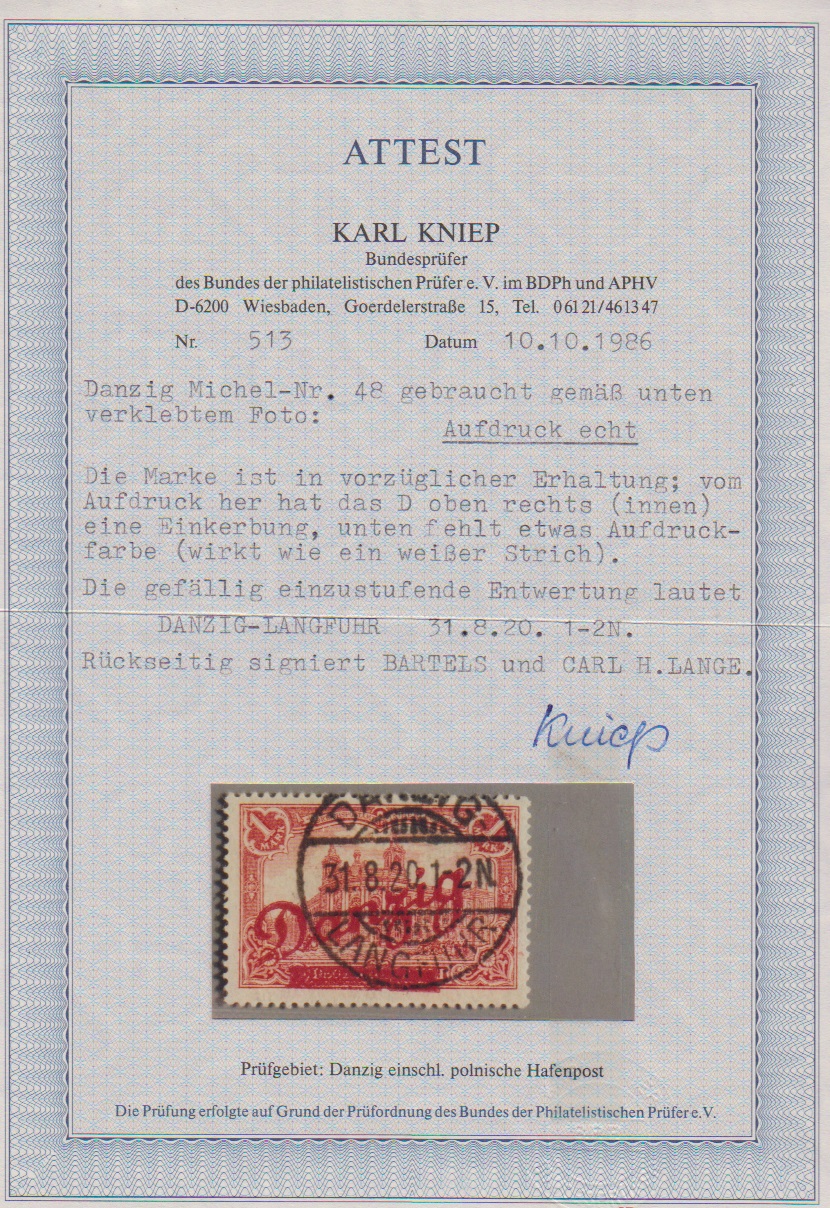 ATTEST
KARL KNIEP
Bundesprüfer
des Bundes der philatelistischen Prüfer e. V. im BDPh und APHV
D-6200 Wiesbaden, Goerdelerstraße 15, Tel. 06121/461347
Nr. 513 Datum 10.10.1986
Danzig Michel-Nr. 48 gebraucht gemäß unten
verklebtem Foto:
Aufdruck echt
Die Marke ist in vorzüglicher Erhaltung; vom
Aufdruck her hat das D oben rechts (innen)
eine Einkerbung, unten fehlt etwas Aufdruck-
farbe (wirkt wie ein weißer Strich).
Die gefällig einzustufende Entwertung lautet
DANZIG-LANGFUHR 31.8.20. 1-2N.
Rückseitig signiert BARTELS und CARL H.LANGE.
Kniep
1 MARK
DANZIG
31.8.20.1-2N
Danzig
LANGFUHR
Prüfgebiet: Danzig einschl. polnische Hafenpost
Die Prüfung erfolgte auf Grund der Prüfordnung des Bundes der Philatelistischen Prüfer e.V.